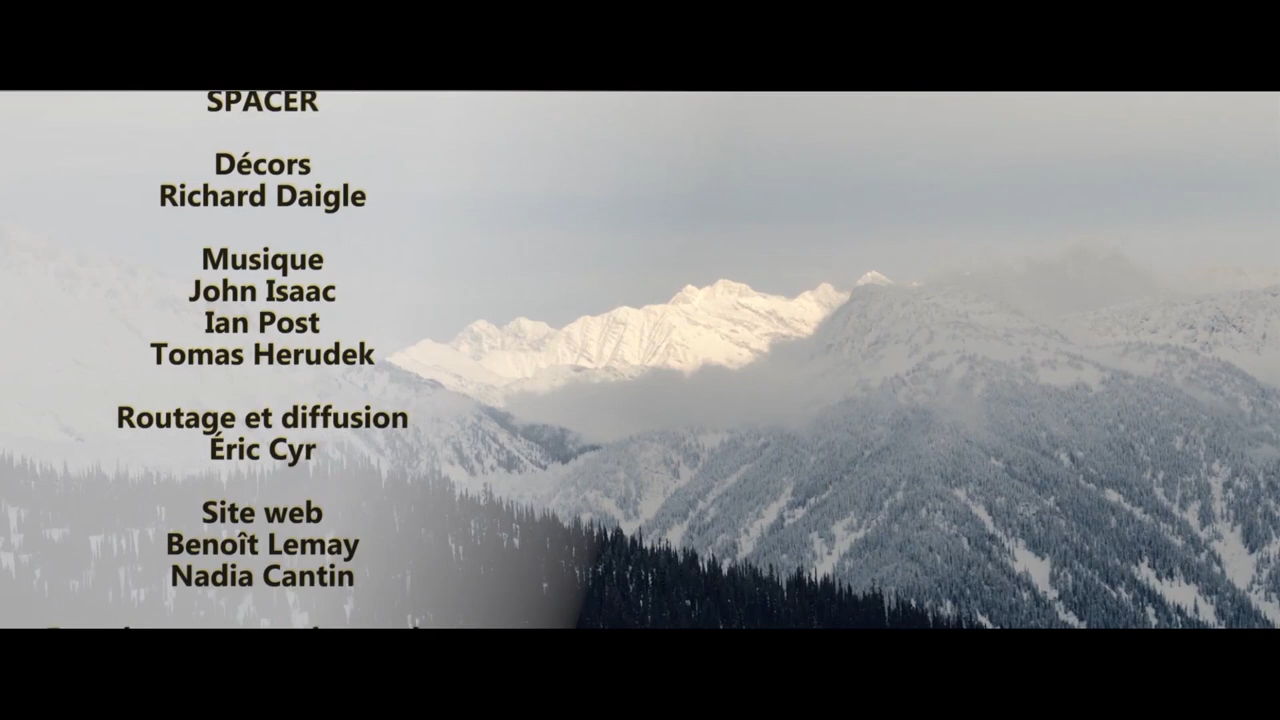 SPACER
Décors
Richard Daigle
Musique
John Isaac
Ian Post
Tomas Herudek
Routage et diffusion
Éric Cyr
Site web
Benoît Lemay
Nadia Cantin